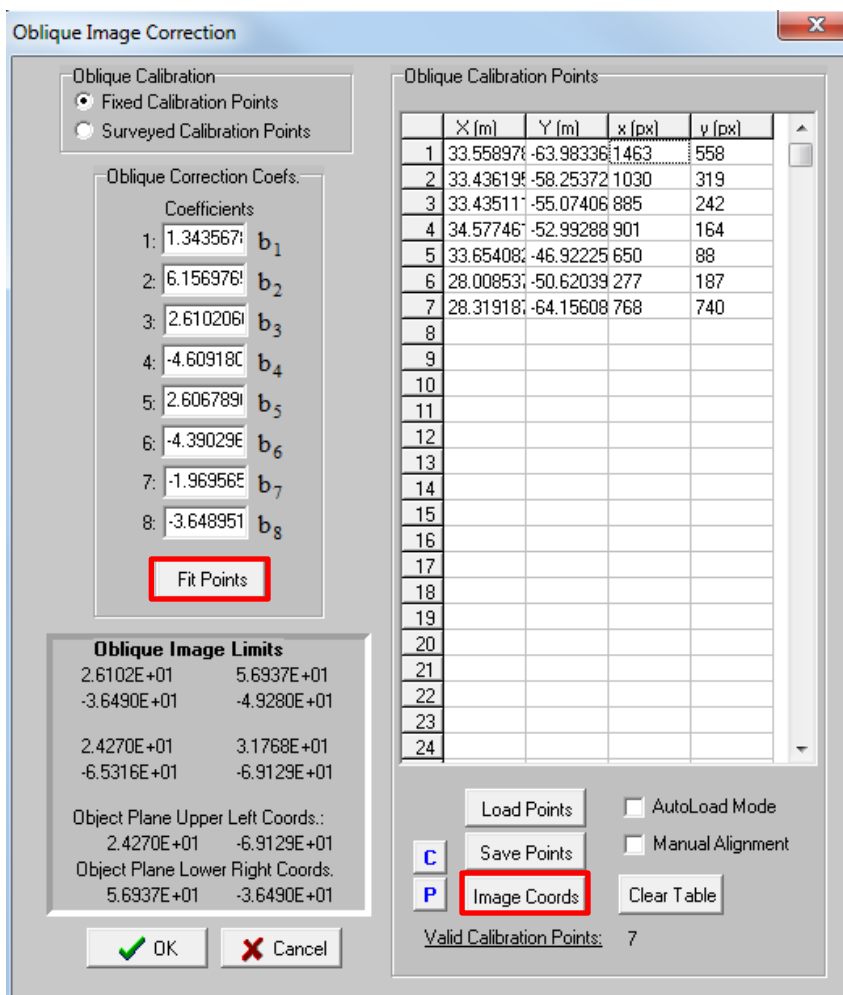 Oblique Image Correction
Oblique Calibration
Fixed Calibration Points
Surveyed Calibration Points
Oblique Correction Coefs.
Coefficients
1: 1.343567 b1
2: 6.156976 b2
3: 2.610206 b3
4: -4.609180 b4
5: 2.606789 b5
6: -4.39029 b6
7: -1.969565 b7
8: -3.648951 b8
Fit Points
Oblique Image Limits
2.6102E+01 5.6937E+01
-3.6490E+01 -4.9280E+01
2.4270E+01 3.1768E+01
-6.5316E+01 -6.9129E+01
Object Plane Upper Left Coords.:
2.4270E+01 -6.9129E+01
Object Plane Lower Right Coords.
5.6937E+01 -3.6490E+01
OK Cancel
Oblique Calibration Points
X (m) Y (m) x (px) y (px)
1 33.55897 -63.98336 1463 558
2 33.436195 -58.25372 1030 319
3 33.43511 -55.07406 885 242
4 34.57746 -52.99288 901 164
5 33.654082 -46.92225 650 88
6 28.008537 -50.62039 277 187
7 28.319187 -64.15608 768 740
8
9
10
11
12
13
14
15
16
17
18
19
20
21
22
23
24
Load Points AutoLoad Mode
C Save Points Manual Alignment
P Image Coords Clear Table
Valid Calibration Points: 7